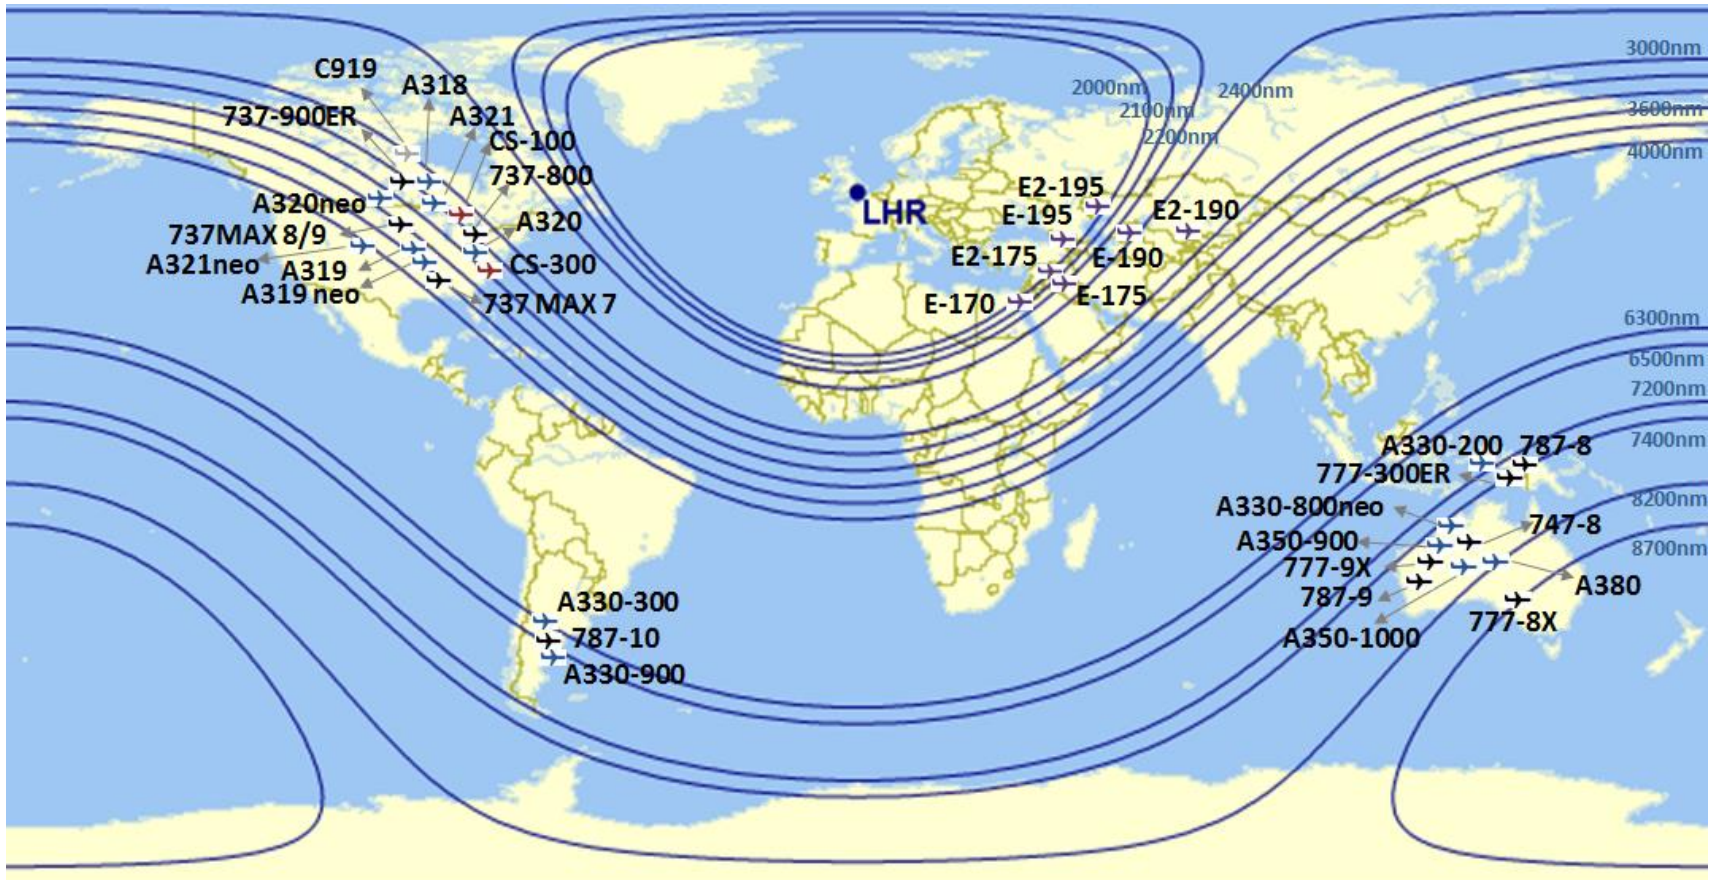 3000nm
C919
A318
2000nm
2400nm
2100nm
3600nm
737-900ER
A321
CS-100
2200nm
4000nm
737-800
E2-195
A320neo
LHR
E-195
E2-190
A320
737MAX 8/9
A321neo
A319
CS-300
E2-175
E-190
A319 neo
737 MAX 7
E-170
E-175
6300nm
6500nm
7200nm
7400nm
A330-200
787-8
777-300ER
8200nm
A330-800neo
747-8
A350-900
8700nm
777-9X
A380
787-9
A330-300
777-8X
787-10
A350-1000
A330-900